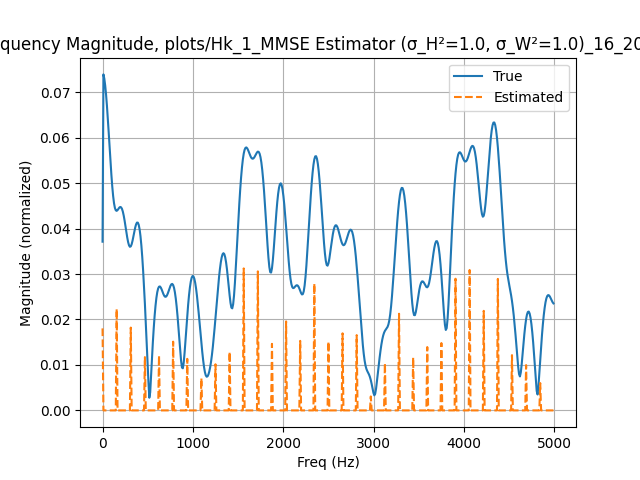 quency Magnitude, plots/Hk_1_MMSE Estimator (σ_H²=1.0, σ_W²=1.0)_16_20
True
Estimated
Magnitude (normalized)
0.07
0.06
0.05
0.04
0.03
0.02
0.01
0.00
0
1000
2000
3000
4000
5000
Freq (Hz)